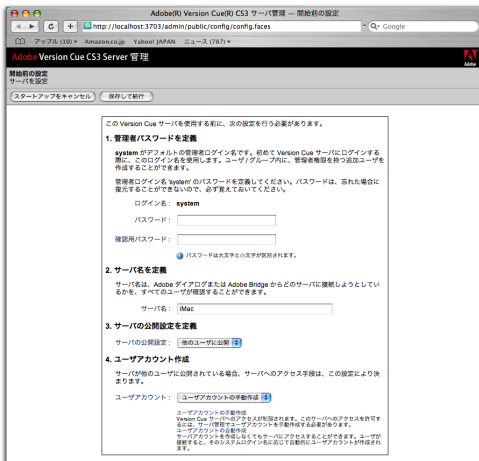 Adobe(R) Version Cue(R) CS3 サーバ管理 — 開始前の設定
http://localhost:3703/admin/public/config/config.faces
Google
アップル (10)▼ Amazon.co.jp Yahoo! JAPAN ニュース (787)▼
Adobe Version Cue CS3 Server 管理
Adobe
開始前の設定
サーバを設定
スタートアップをキャンセル 保存して続行
この Version Cue サーバを使用する前に、次の設定を行う必要があります。
1. 管理者パスワードを定義
system がデフォルトの管理者ログイン名です。初めて Version Cue サーバにログインする
際に、このログイン名を使用します。ユーザ / グループ内に、管理者権限を持つ追加ユーザを
作成することができます。
管理者ログイン名 'system' のパスワードを定義してください。パスワードは、忘れた場合に
復元することができないので、必ず覚えておいてください。
ログイン名： system
パスワード：
確認用パスワード：
パスワードは大文字と小文字が区別されます。
2. サーバ名を定義
サーバ名は、Adobe ダイアログまたは Adobe Bridge からどのサーバに接続しようとしてい
るかを、すべてのユーザが確認することができます。
サーバ名： iMac
3. サーバの公開設定を定義
サーバの公開設定： 他のユーザに公開
4. ユーザアカウント作成
サーバが他のユーザに公開されている場合、サーバへのアクセス手段は、この設定により決
まります。
ユーザアカウント： ユーザアカウントの手動作成
ユーザアカウントの手動作成
Version Cue サーバへのアクセスが制限されます。このサーバへのアクセスを許可す
るには、サーバ管理でユーザアカウントを手動作成する必要があります。
ユーザアカウントの自動作成
サーバアカウントを作成しなくてもサーバにアクセスすることができます。ユーザが
接続すると、そのシステムログイン名に応じて自動的にユーザアカウントが作成され
ます。